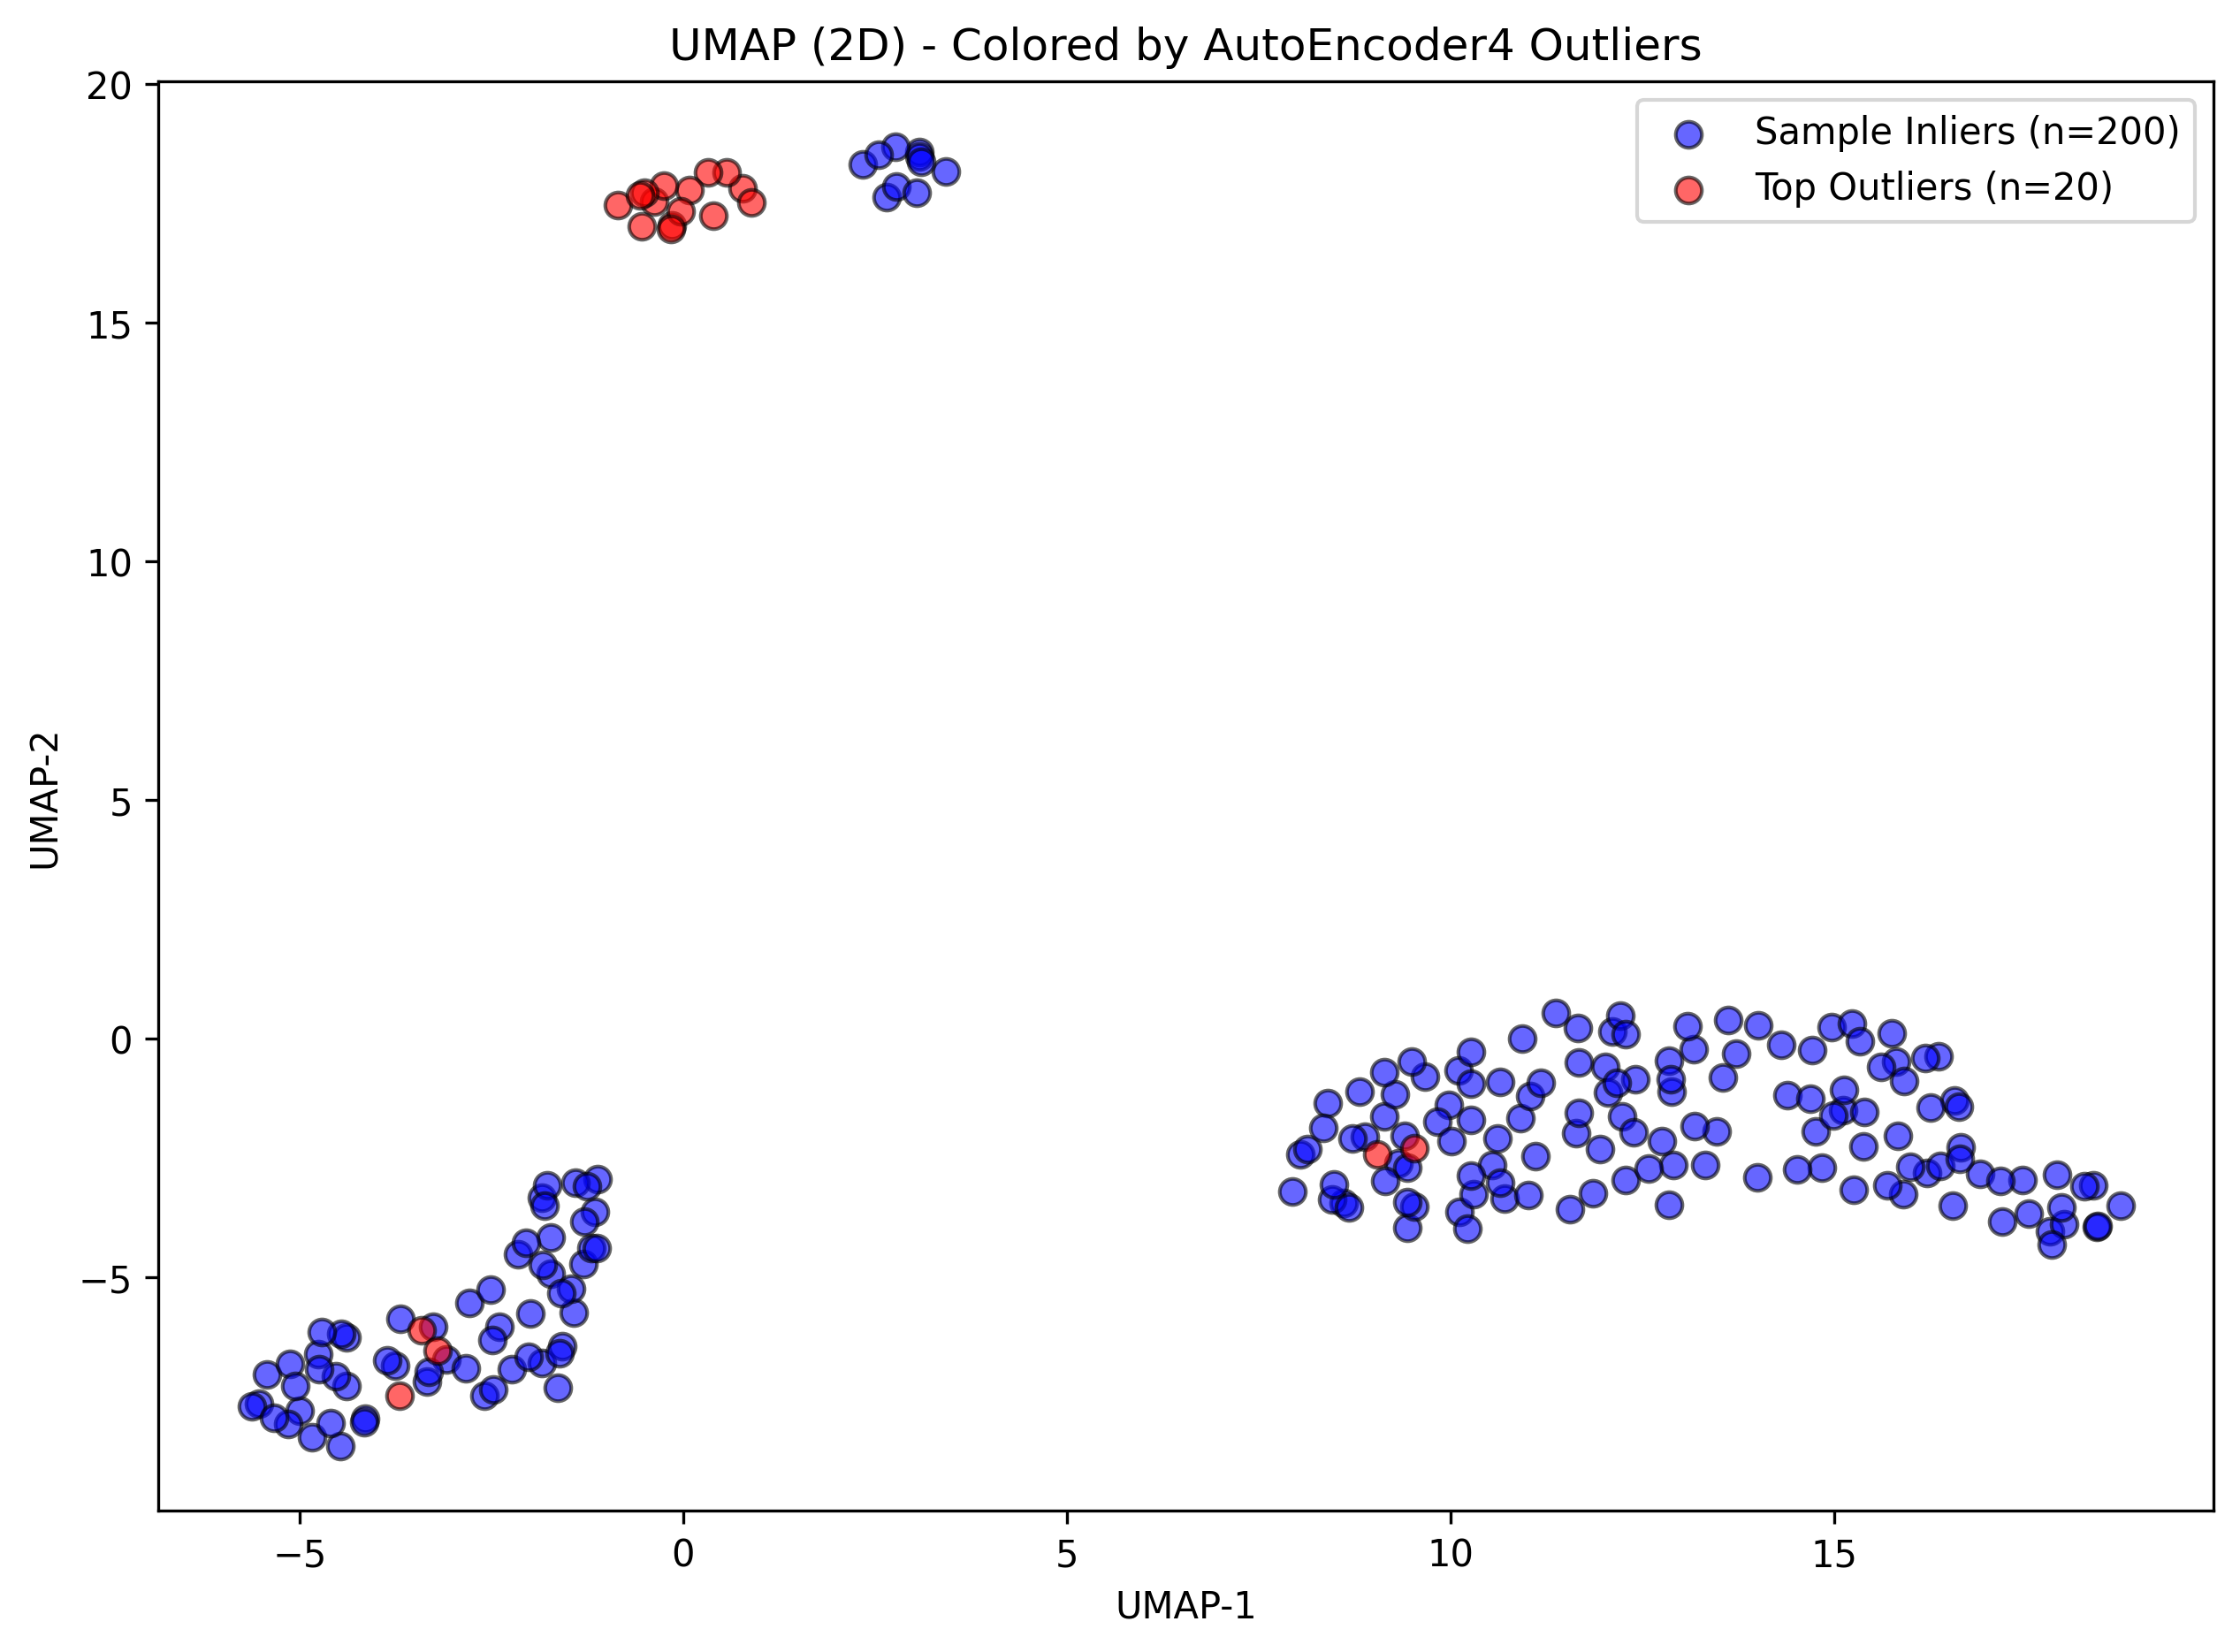 UMAP (2D) - Colored by AutoEncoder4 Outliers
Sample Inliers (n=200)
Top Outliers (n=20)
20
15
10
5
0
−5
UMAP-2
−5
0
5
10
15
UMAP-1